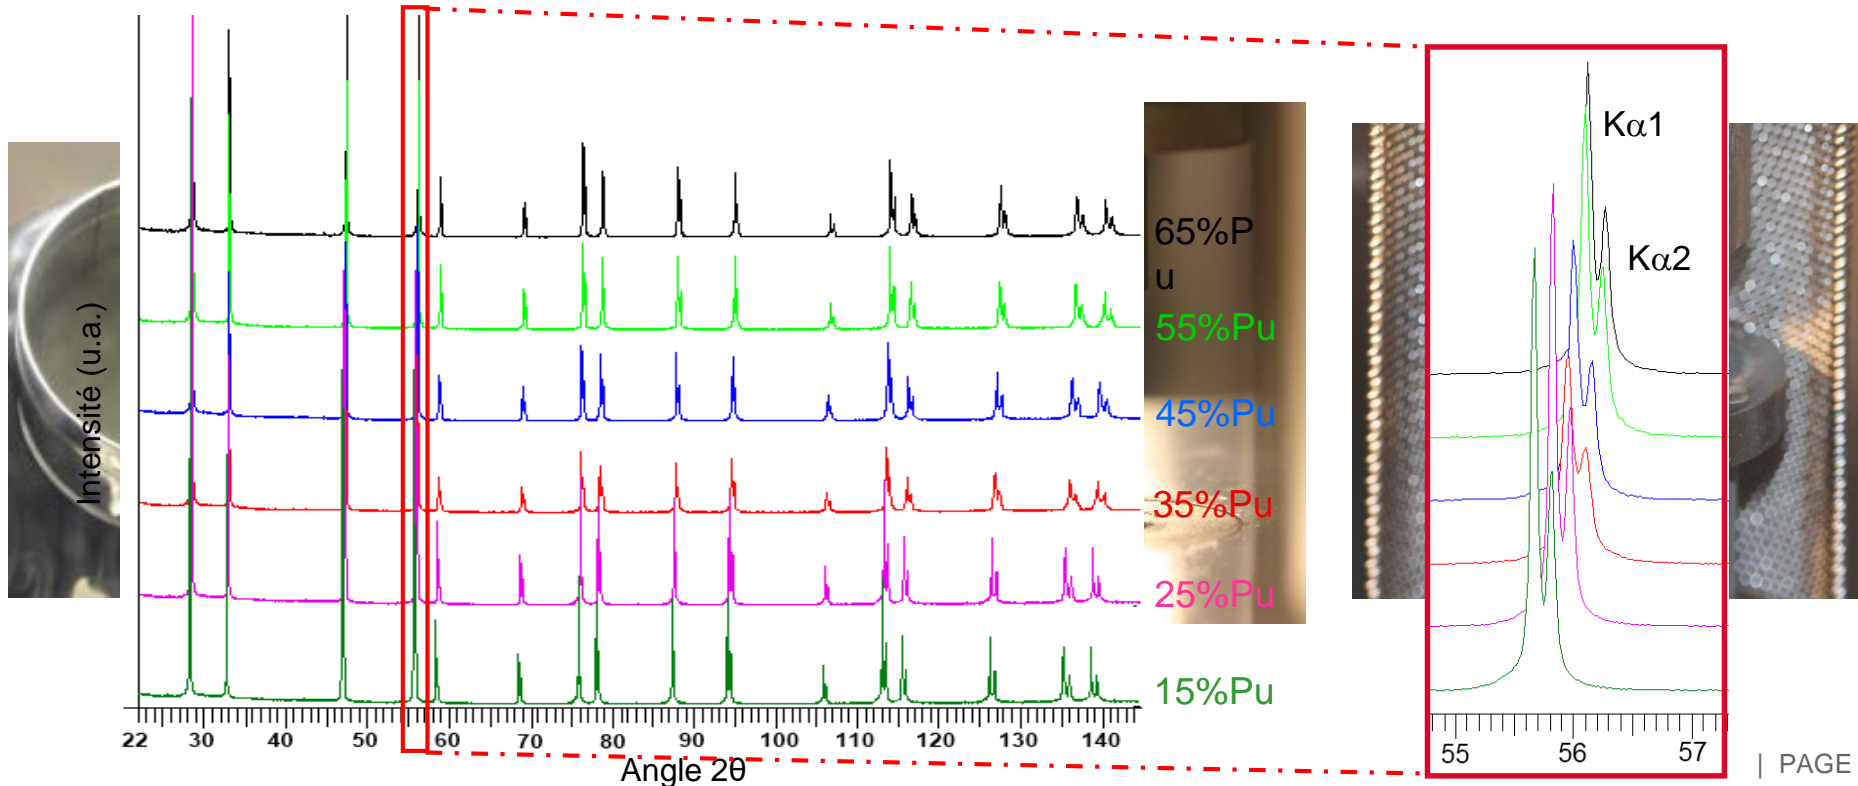 Intensité (u.a.)
65%P
u
55%Pu
45%Pu
35%Pu
25%Pu
15%Pu
22 30 40 50 60 70 80 90 100 110 120 130 140
Angle 2θ
Kα1
Kα2
55 56 57
| PAGE